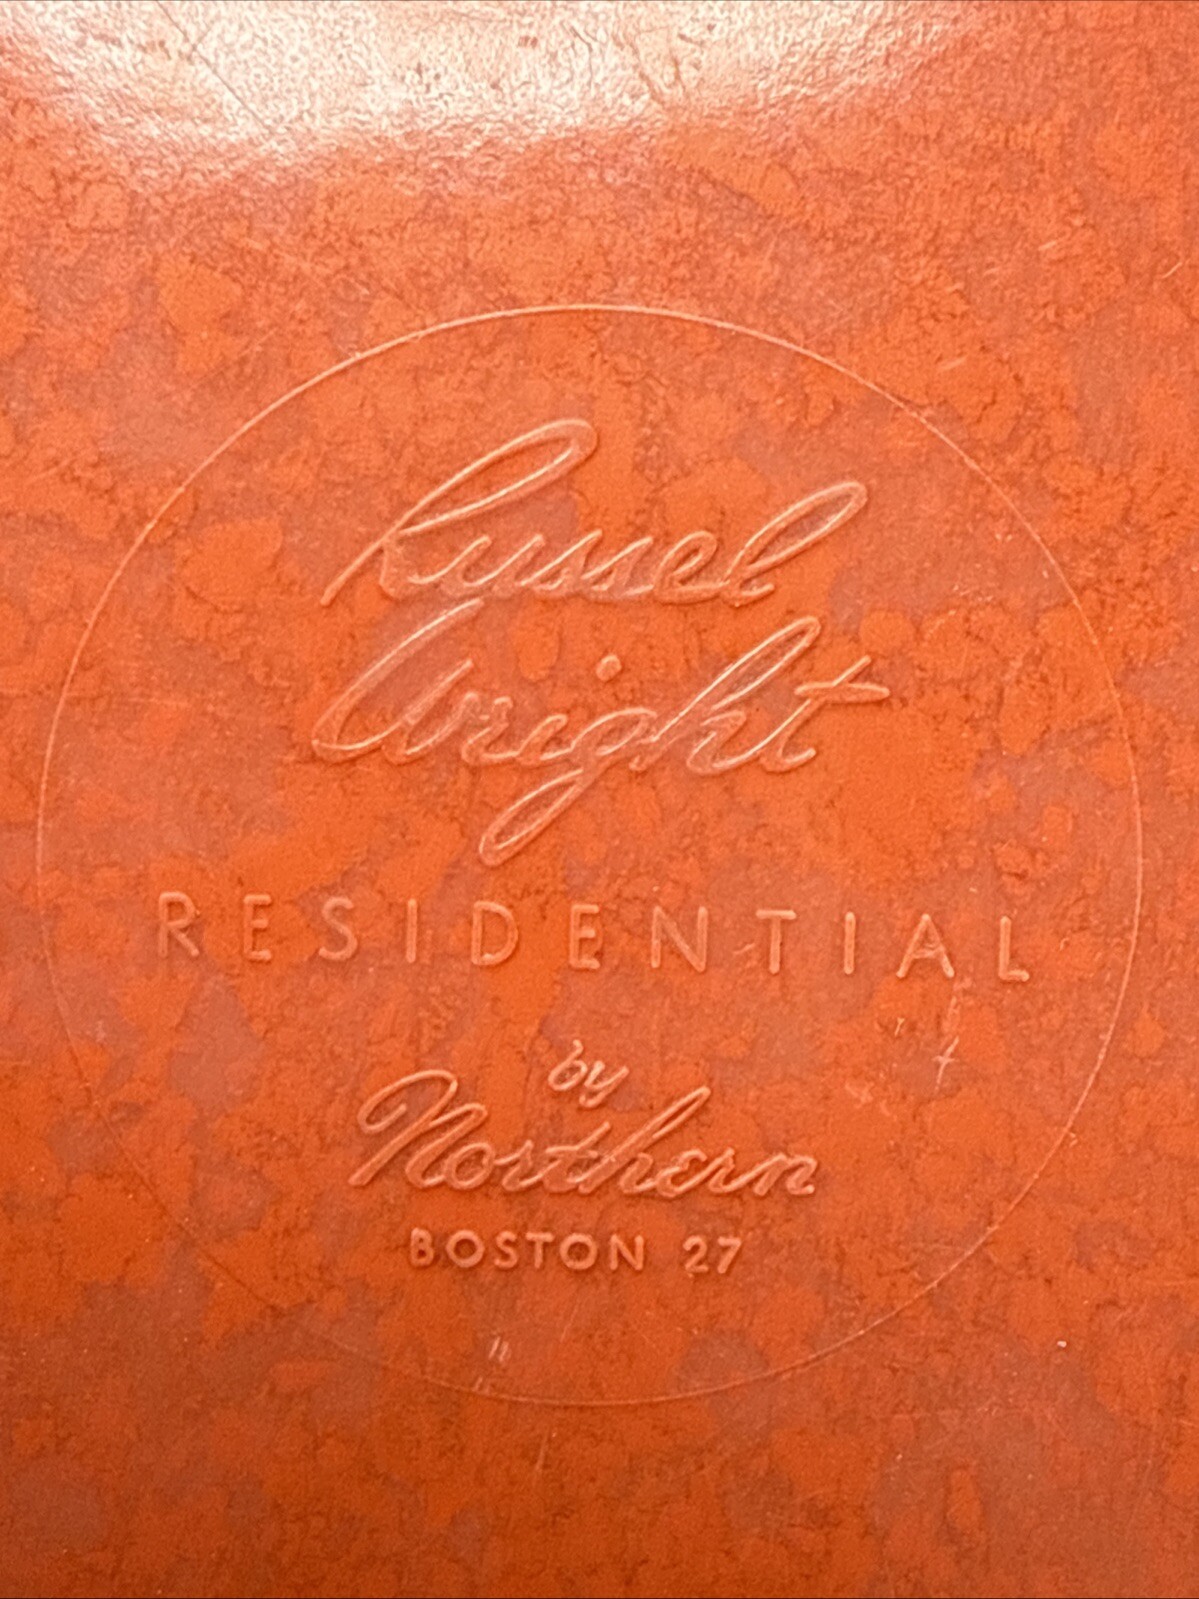 Russel
Wright
RESIDENTIAL
by
Northern
BOSTON 27